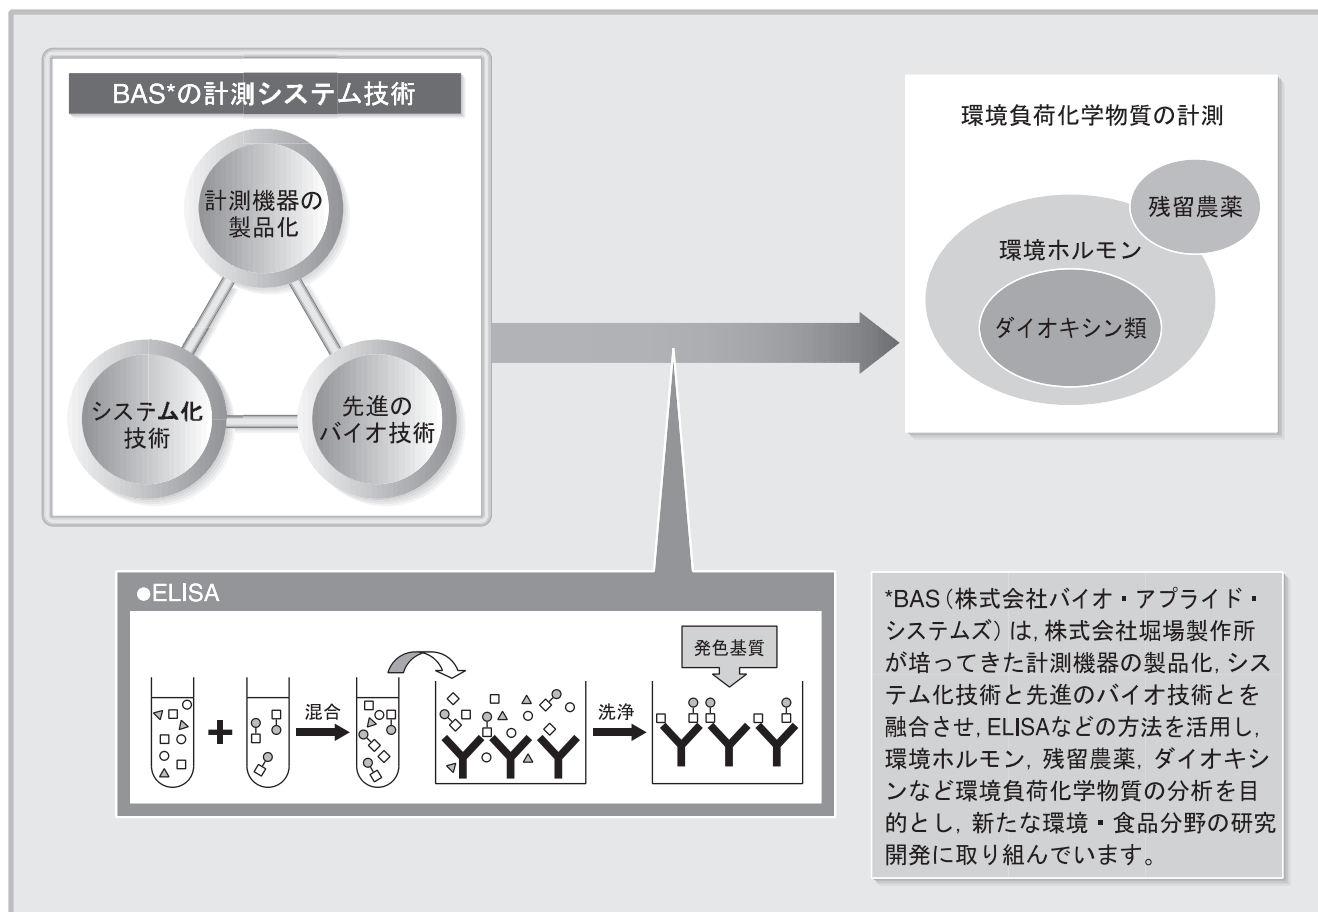 BAS*の計測システム技術
計測機器の
製品化
システム化
技術
先進の
バイオ技術
環境負荷化学物質の計測
残留農薬
環境ホルモン
ダイオキシン類
●ELISA
混合
洗浄
発色基質
*BAS(株式会社バイオ・アプライド・
システムズ)は,株式会社堀場製作所
が培ってきた計測機器の製品化,シス
テム化技術と先進のバイオ技術とを
融合させ,ELISAなどの方法を活用し,
環境ホルモン,残留農薬,ダイオキシ
ンなど環境負荷化学物質の分析を目
的とし,新たな環境・食品分野の研究
開発に取り組んでいます。